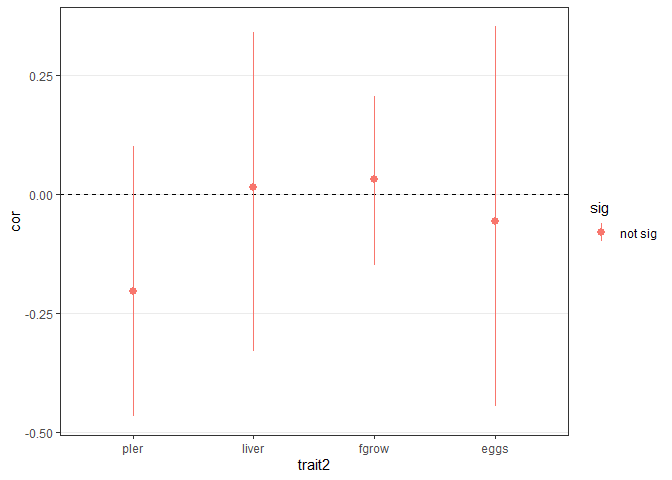 0.25
0.00
-0.25
-0.50
cor
pler
liver
fgrow
eggs
trait2
sig
not sig